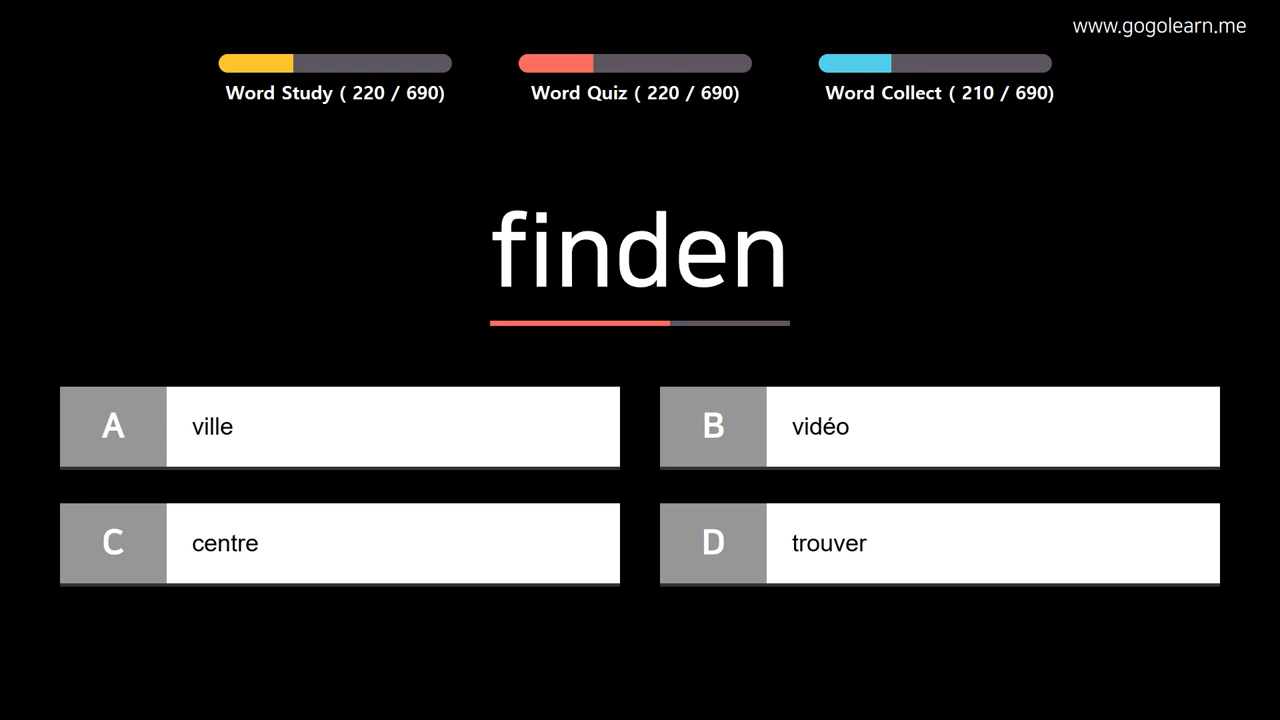 www.gogolearn.me
Word Study ( 220 / 690)
Word Quiz ( 220 / 690)
Word Collect ( 210 / 690)
finden
A ville
B vidéo
C centre
D trouver